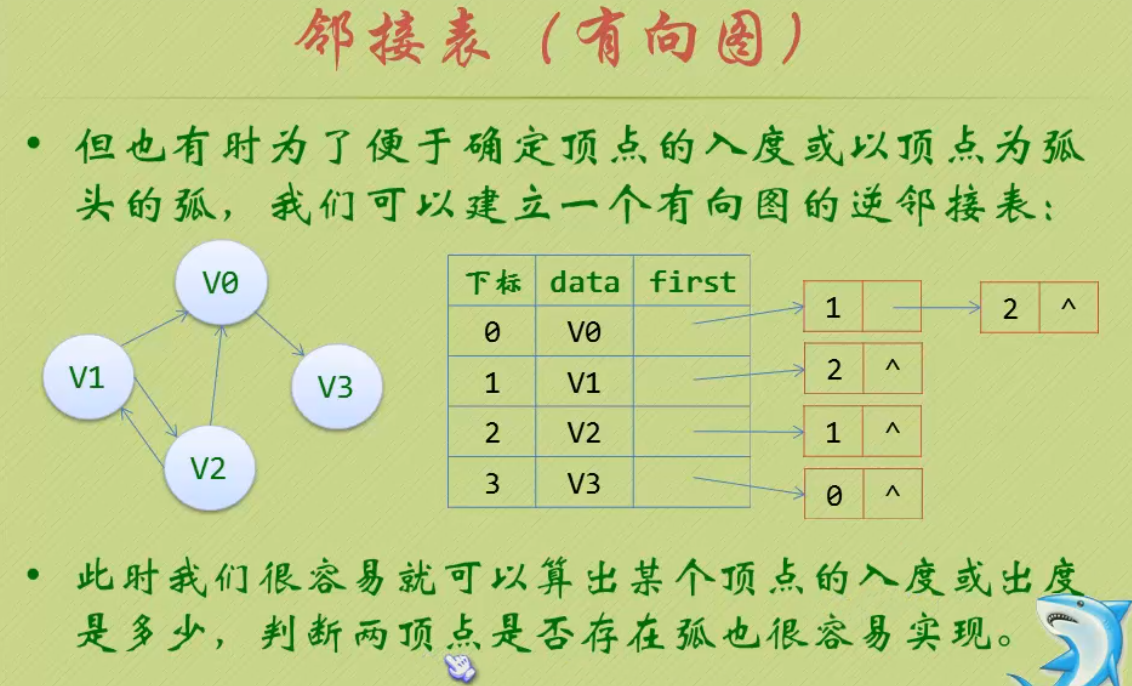 邻接表（有向图）
• 但也有时为了便于确定顶点的入度或以顶点为弧
头的弧，我们可以建立一个有向图的逆邻接表：
V0
V1
V3
V2
下标 data first
0 V0 1 2 ^
1 V1 2 ^
2 V2 1 ^
3 V3 0 ^
• 此时我们很容易就可以算出某个顶点的入度或出度
是多少，判断两顶点是否存在弧也很容易实现。